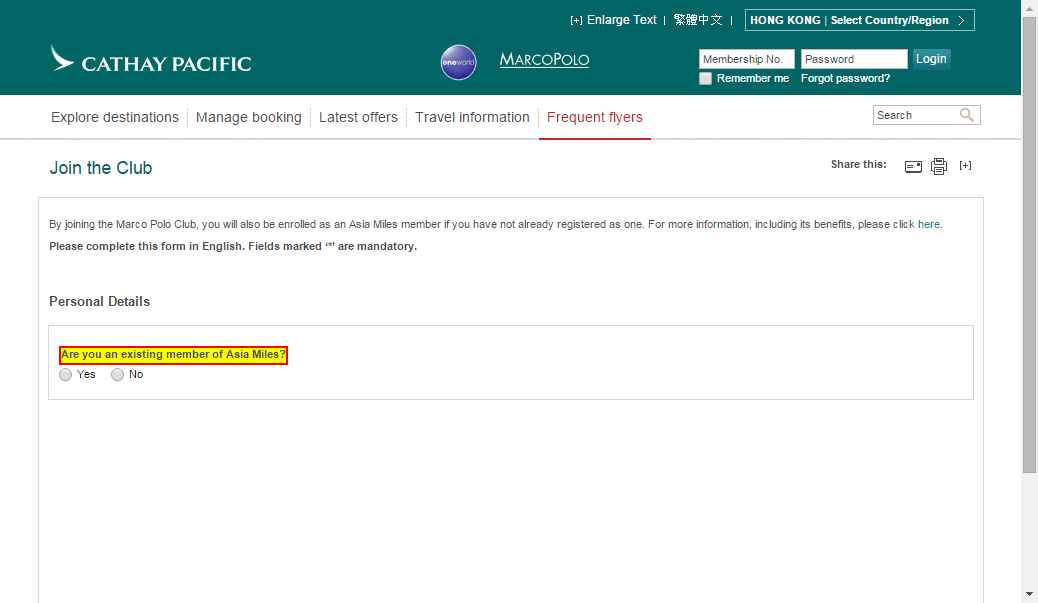 [+] Enlarge Text | 繁體中文 | HONG KONG | Select Country/Region
CATHAY PACIFIC
oneworld
MARCOPOLO
Membership No. Password Login
Remember me Forgot password?
Explore destinations Manage booking Latest offers Travel information Frequent flyers
Search
Join the Club
Share this: [+]
By joining the Marco Polo Club, you will also be enrolled as an Asia Miles member if you have not already registered as one. For more information, including its benefits, please click here.
Please complete this form in English. Fields marked ‘*’ are mandatory.
Personal Details
Are you an existing member of Asia Miles?
Yes No